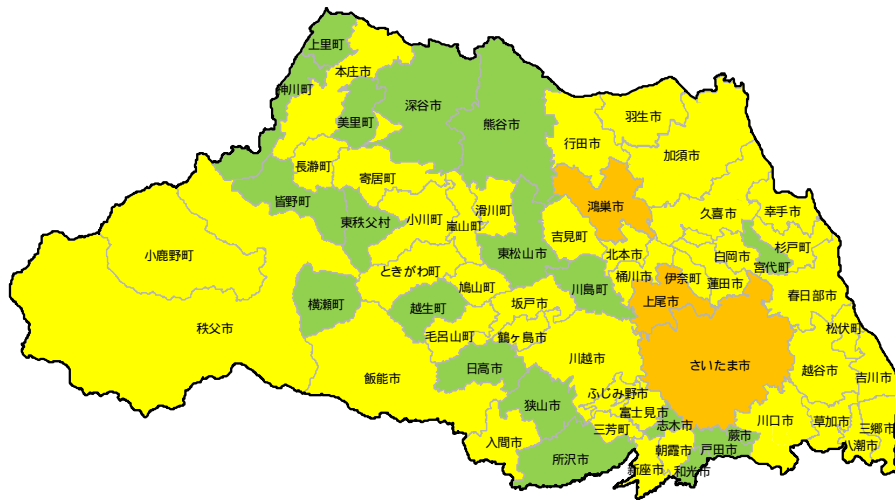 上里町
本庄市
神川町
美里町
深谷市
熊谷市
羽生市
行田市
加須市
長瀞町
寄居町
皆野町
東秩父村
小川町
嵐山町
滑川町
鴻巣市
久喜市
幸手市
吉見町
杉戸町
宮代町
白岡市
小鹿野町
東松山市
北本市
ときがわ町
鳩山町
川島町
桶川市
伊奈町
蓮田市
上尾市
春日部市
横瀬町
越生町
坂戸市
松伏町
秩父市
毛呂山町
鶴ヶ島市
川越市
さいたま市
越谷市
吉川市
飯能市
日高市
ふじみ野市
狭山市
富士見市
志木市
三芳町
川口市
草加市
三郷市
八潮市
入間市
朝霞市
蕨市
戸田市
所沢市
新座市
和光市